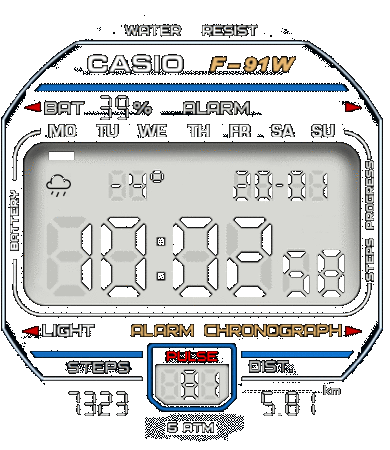 WATER RESIST
CASIO F-91W
BAT 39% ALARM
MO TU WE TH FR SA SU
-4° 20-01
10:02 58
BATTERY
STEPS PROGRESS
LIGHT ALARM CHRONOGRAPH
STEPS PULSE DIST.
7323 81 5.81 km
5 ATM